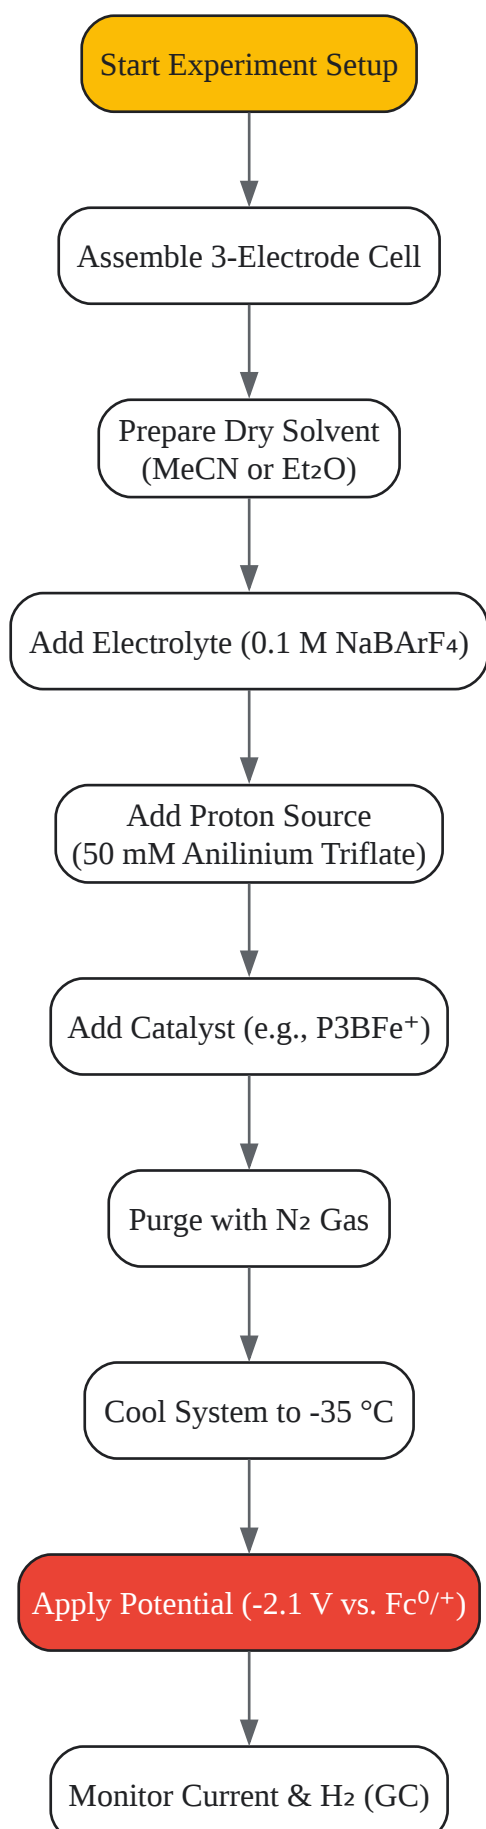 Start Experiment Setup
Assemble 3-Electrode Cell
Prepare Dry Solvent
(MeCN or Et₂O)
Add Electrolyte (0.1 M NaBArF₄)
Add Proton Source
(50 mM Anilinium Triflate)
Add Catalyst (e.g., P3BFe⁺)
Purge with N₂ Gas
Cool System to -35 °C
Apply Potential (-2.1 V vs. Fc⁰/⁺)
Monitor Current & H₂ (GC)